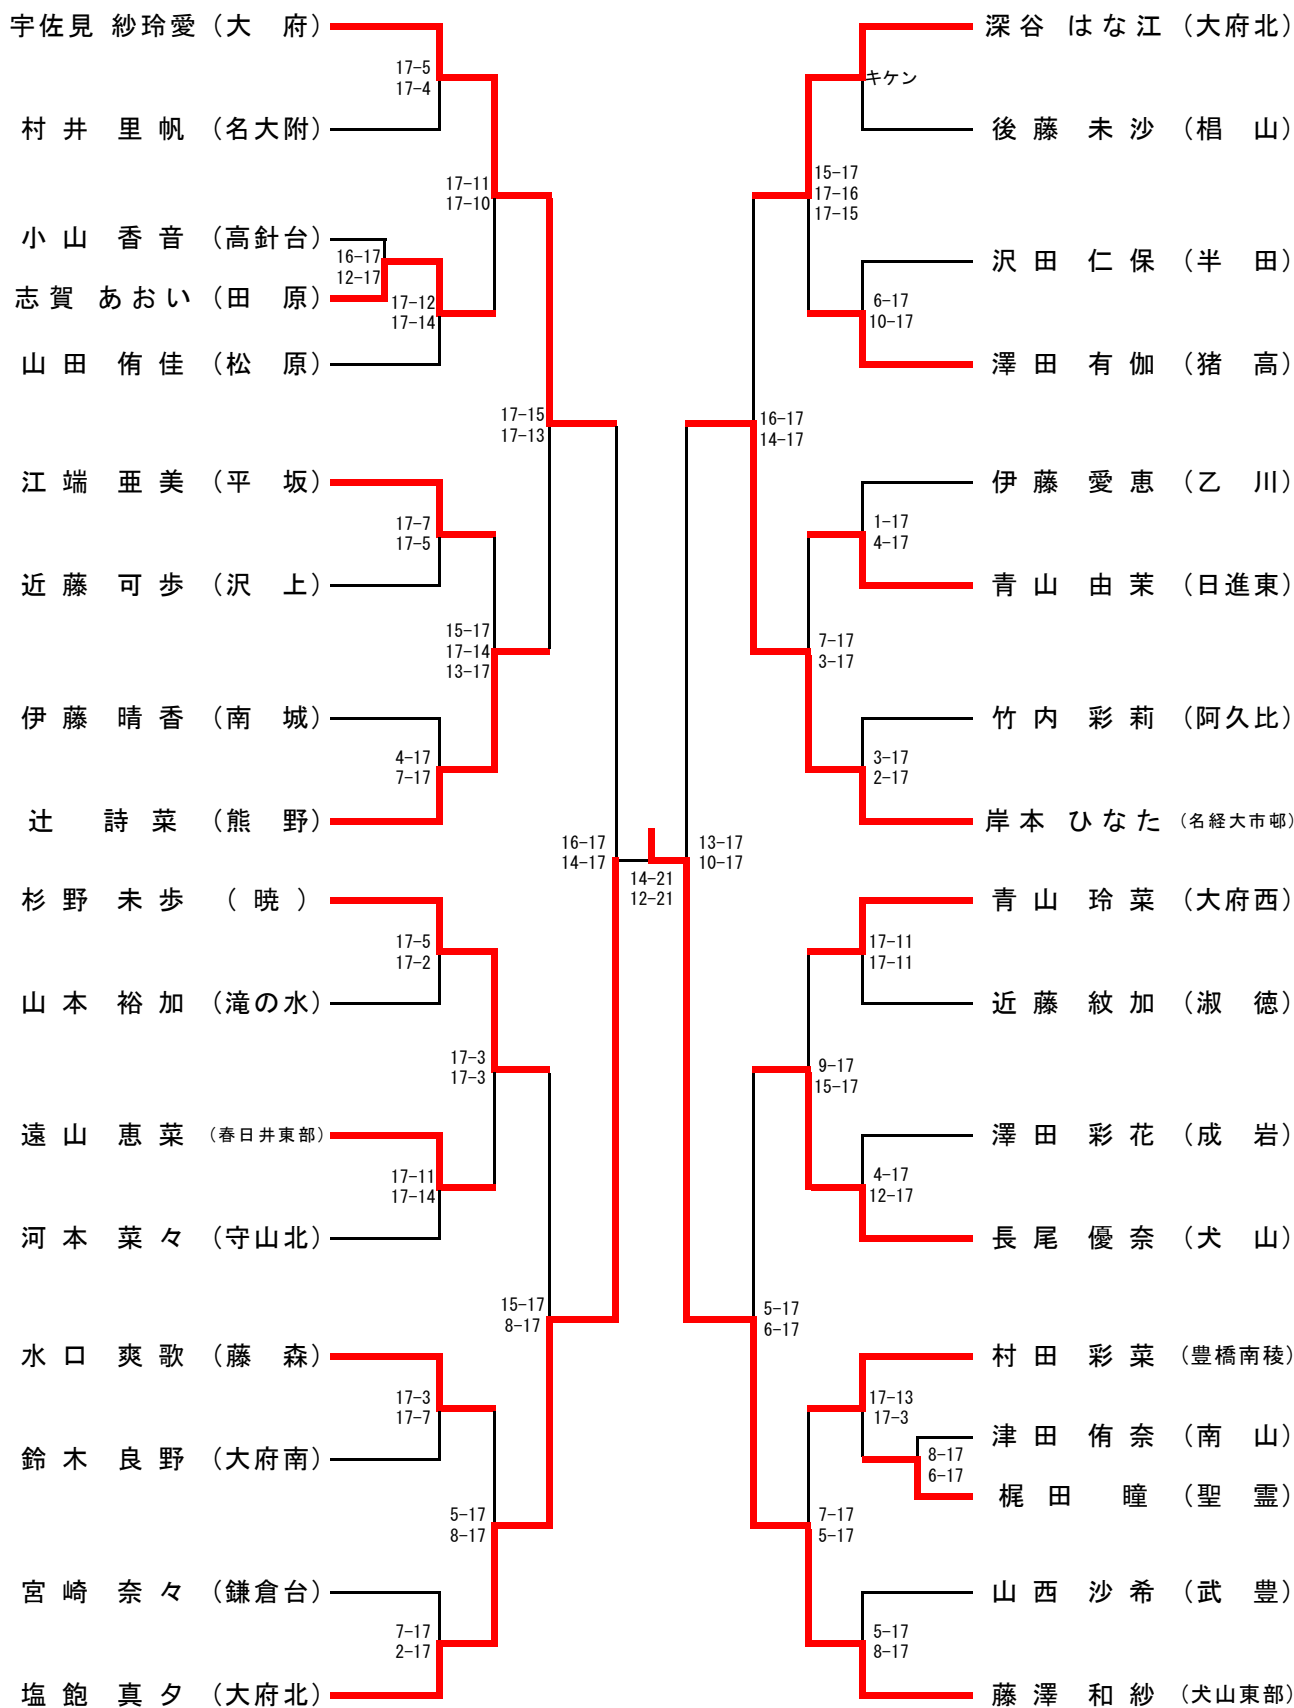 宇佐見 紗玲愛 (大 府)
17-5
17-4
村井 里帆 (名大附)
17-11
17-10
小山 香音 (高針台)
16-17
12-17
志賀 あおい (田 原)
17-12
17-14
山田 侑佳 (松 原)
17-15
17-13
江端 亜美 (平 坂)
17-7
17-5
近藤 可歩 (沢 上)
15-17
17-14
13-17
伊藤 晴香 (南 城)
4-17
7-17
辻 詩菜 (熊 野)
16-17
14-17
杉野 未歩 (暁)
17-5
17-2
山本 裕加 (滝の水)
17-3
17-3
遠山 恵菜 (春日井東部)
17-11
17-14
河本 菜々 (守山北)
15-17
8-17
水口 爽歌 (藤 森)
17-3
17-7
鈴木 良野 (大府南)
5-17
8-17
宮崎 奈々 (鎌倉台)
7-17
2-17
塩飽 真夕 (大府北)
14-21
12-21
深谷 はな江 (大府北)
キケン
後藤 未沙 (椙 山)
15-17
17-16
17-15
沢田 仁保 (半 田)
6-17
10-17
澤田 有伽 (猪 高)
16-17
14-17
伊藤 愛恵 (乙 川)
1-17
4-17
青山 由茉 (日進東)
7-17
3-17
竹内 彩莉 (阿久比)
3-17
2-17
岸本 ひなた (名経大市邨)
13-17
10-17
青山 玲菜 (大府西)
17-11
17-11
近藤 紋加 (淑 徳)
9-17
15-17
澤田 彩花 (成 岩)
4-17
12-17
長尾 優奈 (犬 山)
5-17
6-17
村田 彩菜 (豊橋南稜)
17-13
17-3
津田 侑奈 (南 山)
8-17
6-17
梶田 瞳 (聖 霊)
7-17
5-17
山西 沙希 (武 豊)
5-17
8-17
藤澤 和紗 (犬山東部)